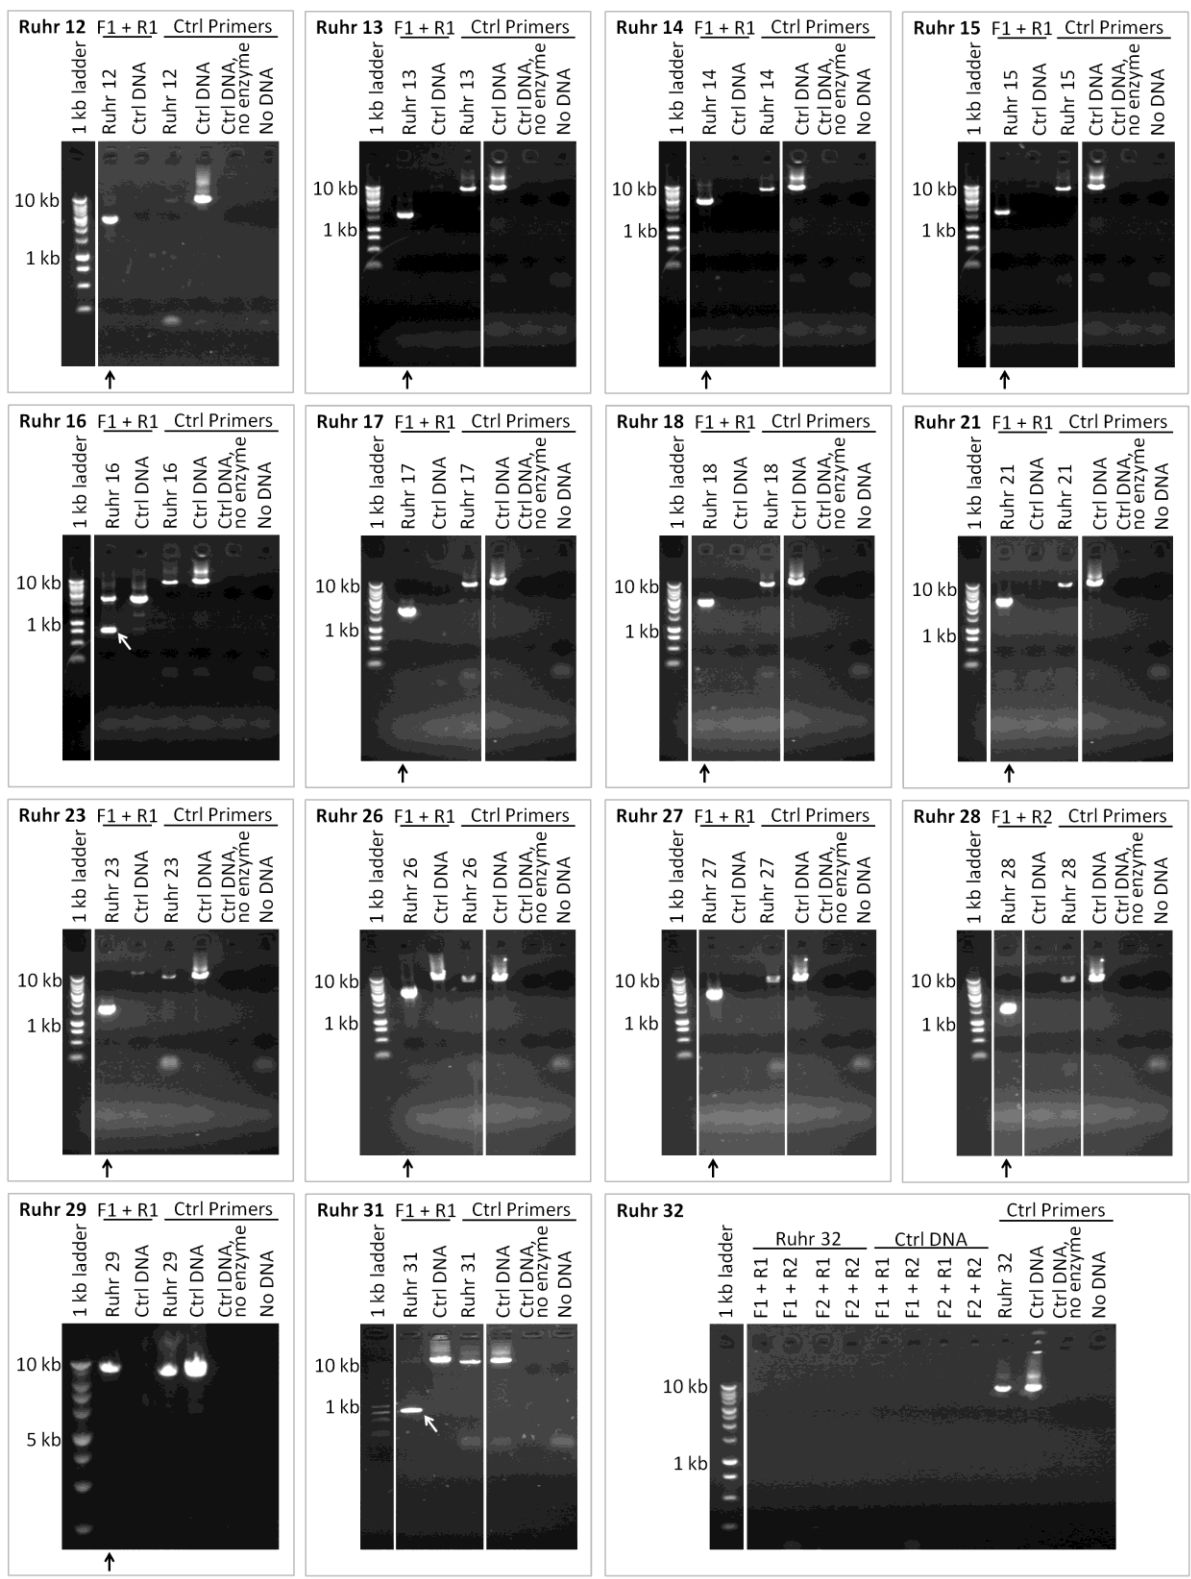 Ruhr 12 F1 + R1 Ctrl Primers
1 kb ladder
Ruhr 12
Ctrl DNA
Ruhr 12
Ctrl DNA
Ctrl DNA,
no enzyme
No DNA
10 kb
1 kb
Ruhr 13 F1 + R1 Ctrl Primers
1 kb ladder
Ruhr 13
Ctrl DNA
Ruhr 13
Ctrl DNA
Ctrl DNA,
no enzyme
No DNA
10 kb
1 kb
Ruhr 14 F1 + R1 Ctrl Primers
1 kb ladder
Ruhr 14
Ctrl DNA
Ruhr 14
Ctrl DNA
Ctrl DNA,
no enzyme
No DNA
10 kb
1 kb
Ruhr 15 F1 + R1 Ctrl Primers
1 kb ladder
Ruhr 15
Ctrl DNA
Ruhr 15
Ctrl DNA
Ctrl DNA,
no enzyme
No DNA
10 kb
1 kb
Ruhr 16 F1 + R1 Ctrl Primers
1 kb ladder
Ruhr 16
Ctrl DNA
Ruhr 16
Ctrl DNA
Ctrl DNA,
no enzyme
No DNA
10 kb
1 kb
Ruhr 17 F1 + R1 Ctrl Primers
1 kb ladder
Ruhr 17
Ctrl DNA
Ruhr 17
Ctrl DNA
Ctrl DNA,
no enzyme
No DNA
10 kb
1 kb
Ruhr 18 F1 + R1 Ctrl Primers
1 kb ladder
Ruhr 18
Ctrl DNA
Ruhr 18
Ctrl DNA
Ctrl DNA,
no enzyme
No DNA
10 kb
1 kb
Ruhr 21 F1 + R1 Ctrl Primers
1 kb ladder
Ruhr 21
Ctrl DNA
Ruhr 21
Ctrl DNA
Ctrl DNA,
no enzyme
No DNA
10 kb
1 kb
Ruhr 23 F1 + R1 Ctrl Primers
1 kb ladder
Ruhr 23
Ctrl DNA
Ruhr 23
Ctrl DNA
Ctrl DNA,
no enzyme
No DNA
10 kb
1 kb
Ruhr 26 F1 + R1 Ctrl Primers
1 kb ladder
Ruhr 26
Ctrl DNA
Ruhr 26
Ctrl DNA
Ctrl DNA,
no enzyme
No DNA
10 kb
1 kb
Ruhr 27 F1 + R1 Ctrl Primers
1 kb ladder
Ruhr 27
Ctrl DNA
Ruhr 27
Ctrl DNA
Ctrl DNA,
no enzyme
No DNA
10 kb
1 kb
Ruhr 28 F1 + R2 Ctrl Primers
1 kb ladder
Ruhr 28
Ctrl DNA
Ruhr 28
Ctrl DNA
Ctrl DNA,
no enzyme
No DNA
10 kb
1 kb
Ruhr 29 F1 + R1 Ctrl Primers
1 kb ladder
Ruhr 29
Ctrl DNA
Ruhr 29
Ctrl DNA
Ctrl DNA,
no enzyme
No DNA
10 kb
5 kb
Ruhr 31 F1 + R1 Ctrl Primers
1 kb ladder
Ruhr 31
Ctrl DNA
Ruhr 31
Ctrl DNA
Ctrl DNA,
no enzyme
No DNA
10 kb
1 kb
Ruhr 32 Ctrl Primers
Ruhr 32 Ctrl DNA
1 kb ladder
F1 + R1
F1 + R2
F2 + R1
F2 + R2
F1 + R1
F1 + R2
F2 + R1
F2 + R2
Ruhr 32
Ctrl DNA
Ctrl DNA,
no enzyme
No DNA
10 kb
1 kb